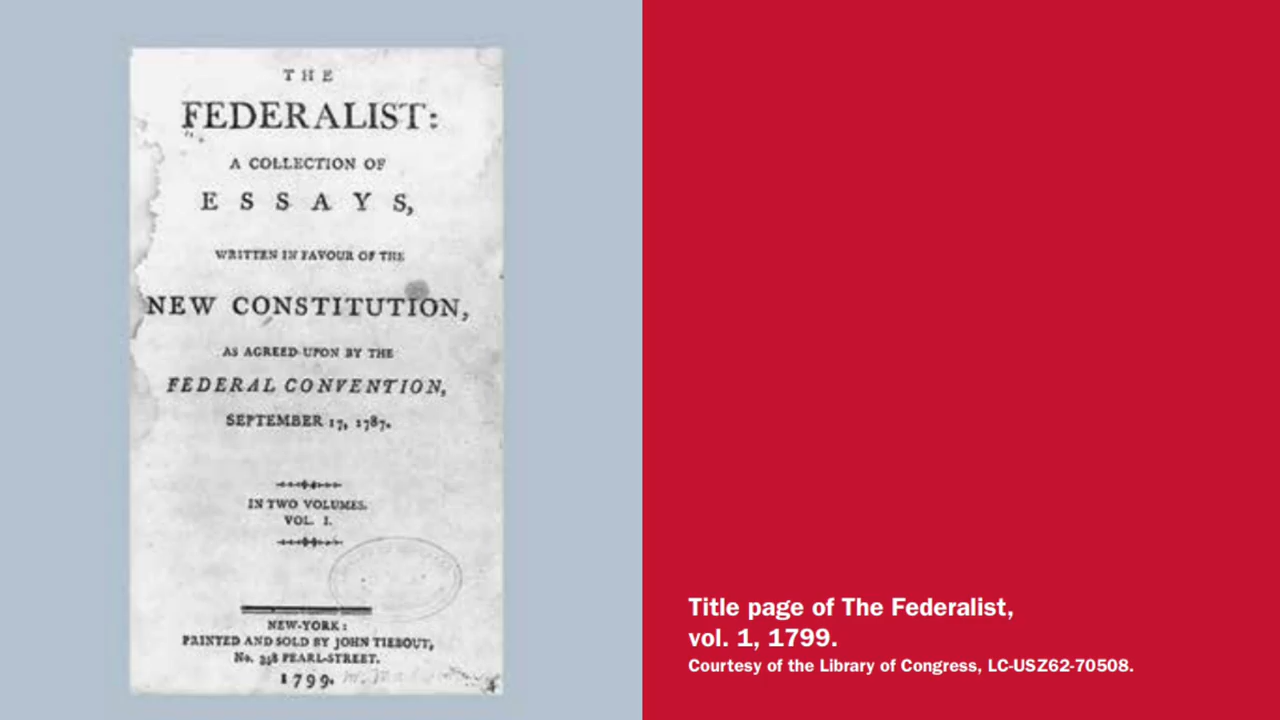 THE
FEDERALIST:
A COLLECTION OF
ESSAYS,
WRITTEN IN FAVOUR OF THE
NEW CONSTITUTION,
AS AGREED UPON BY THE
FEDERAL CONVENTION,
SEPTEMBER 17, 1787.
IN TWO VOLUMES.
VOL. I.
NEW-YORK:
PRINTED AND SOLD BY JOHN TIEBOUT,
No. 358 PEARL-STREET.
1799.
Title page of The Federalist,
vol. 1, 1799.
Courtesy of the Library of Congress, LC-USZ62-70508.